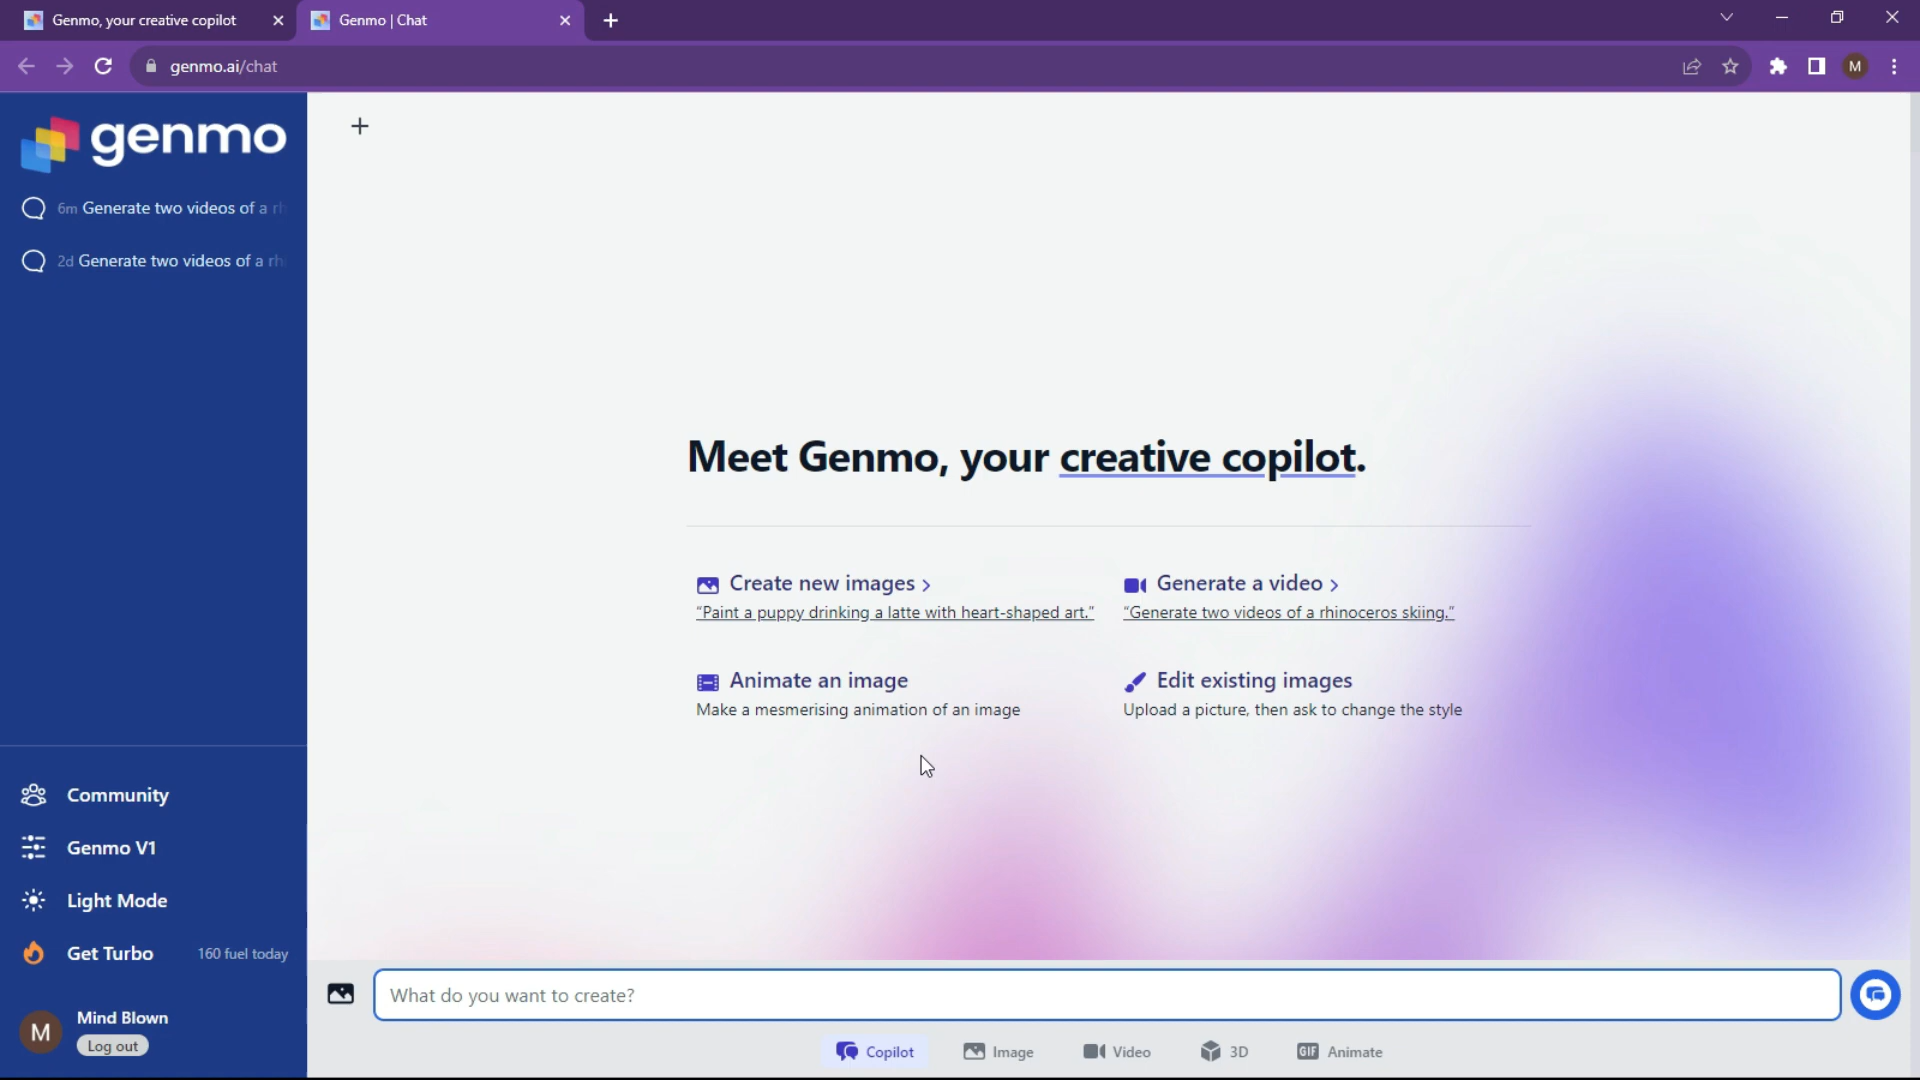 Genmo, your creative copilot
Genmo | Chat
genmo.ai/chat
M
genmo
6m Generate two videos of a rh
2d Generate two videos of a rh
Meet Genmo, your creative copilot.
Create new images >
"Paint a puppy drinking a latte with heart-shaped art."
Generate a video >
"Generate two videos of a rhinoceros skiing."
Animate an image
Make a mesmerising animation of an image
Edit existing images
Upload a picture, then ask to change the style
Community
Genmo V1
Light Mode
Get Turbo 160 fuel today
M
Mind Blown
Log out
What do you want to create?
Copilot Image Video 3D GIF Animate